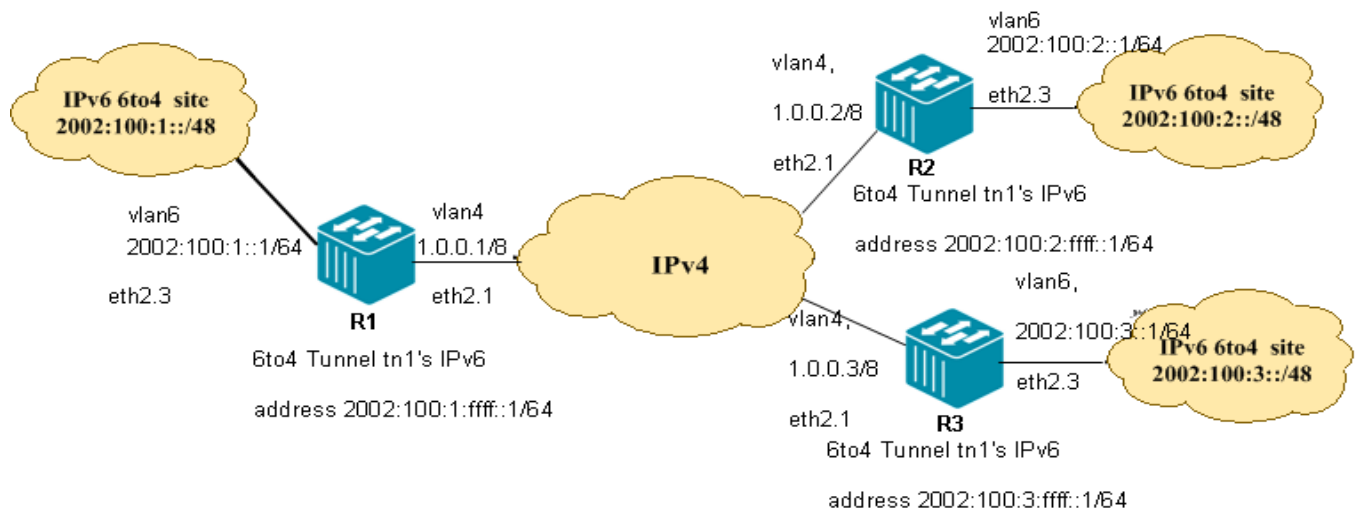 IPv6 6to4 site
2002:100:1::/48
vlan6
2002:100:1::1/64
eth2.3
vlan4
1.0.0.1/8
eth2.1
R1
6to4 Tunnel tn1's IPv6
address 2002:100:1:ffff::1/64
IPv4
vlan6
2002:100:2::1/64
vlan4,
1.0.0.2/8
eth2.1
eth2.3
IPv6 6to4 site
2002:100:2::/48
R2
6to4 Tunnel tn1's IPv6
address 2002:100:2:ffff::1/64
vlan6,
2002:100:3::1/64
vlan4,
1.0.0.3/8
eth2.1
eth2.3
IPv6 6to4 site
2002:100:3::/48
R3
6to4 Tunnel tn1's IPv6
address 2002:100:3:ffff::1/64